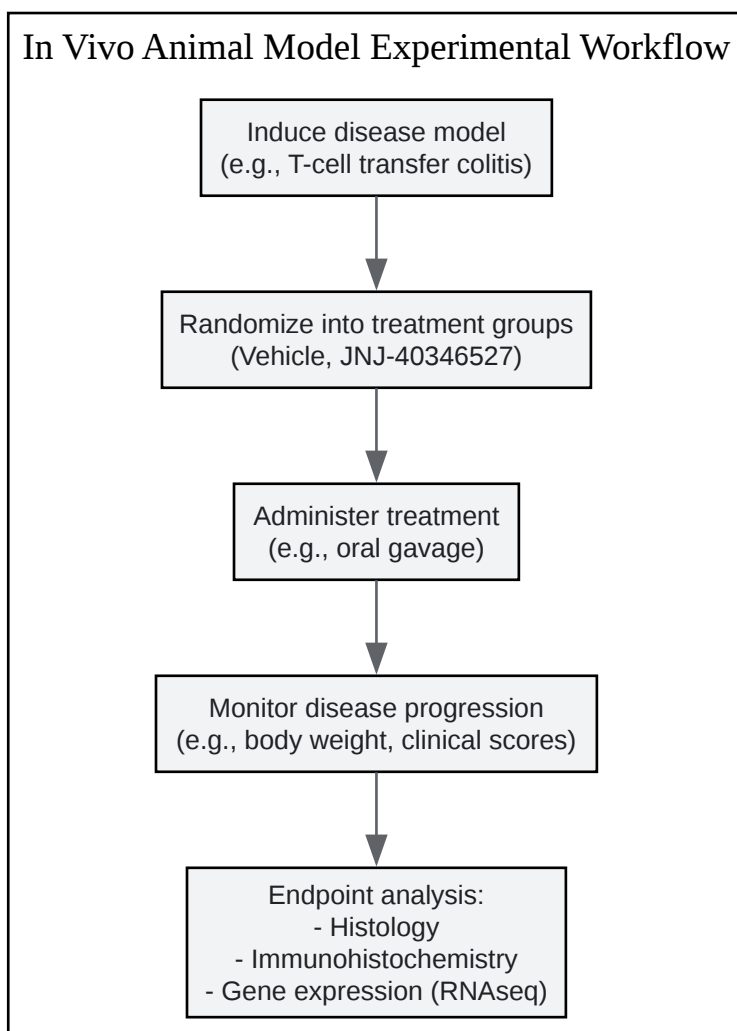 In Vivo Animal Model Experimental Workflow
Induce disease model
(e.g., T-cell transfer colitis)
Randomize into treatment groups
(Vehicle, JNJ-40346527)
Administer treatment
(e.g., oral gavage)
Monitor disease progression
(e.g., body weight, clinical scores)
Endpoint analysis:
- Histology
- Immunohistochemistry
- Gene expression (RNAseq)